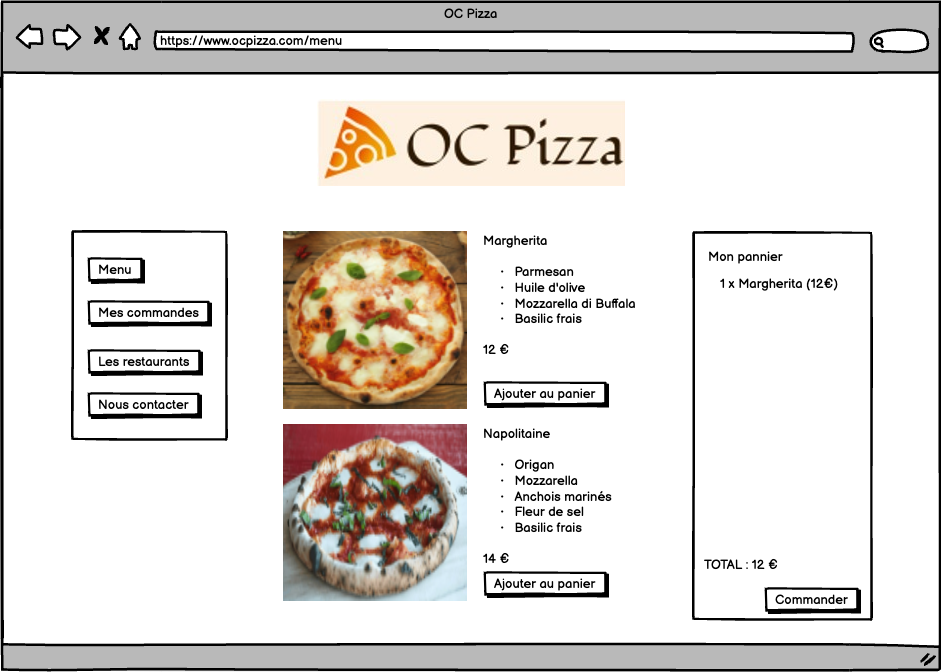 OC Pizza
https://www.ocpizza.com/menu
OC Pizza
Menu
Mes commandes
Les restaurants
Nous contacter
Margherita
· Parmesan
· Huile d'olive
· Mozzarella di Buffala
· Basilic frais
12 €
Ajouter au panier
Napolitaine
· Origan
· Mozzarella
· Anchois marinés
· Fleur de sel
· Basilic frais
14 €
Ajouter au panier
Mon pannier
1 x Margherita (12€)
TOTAL : 12 €
Commander